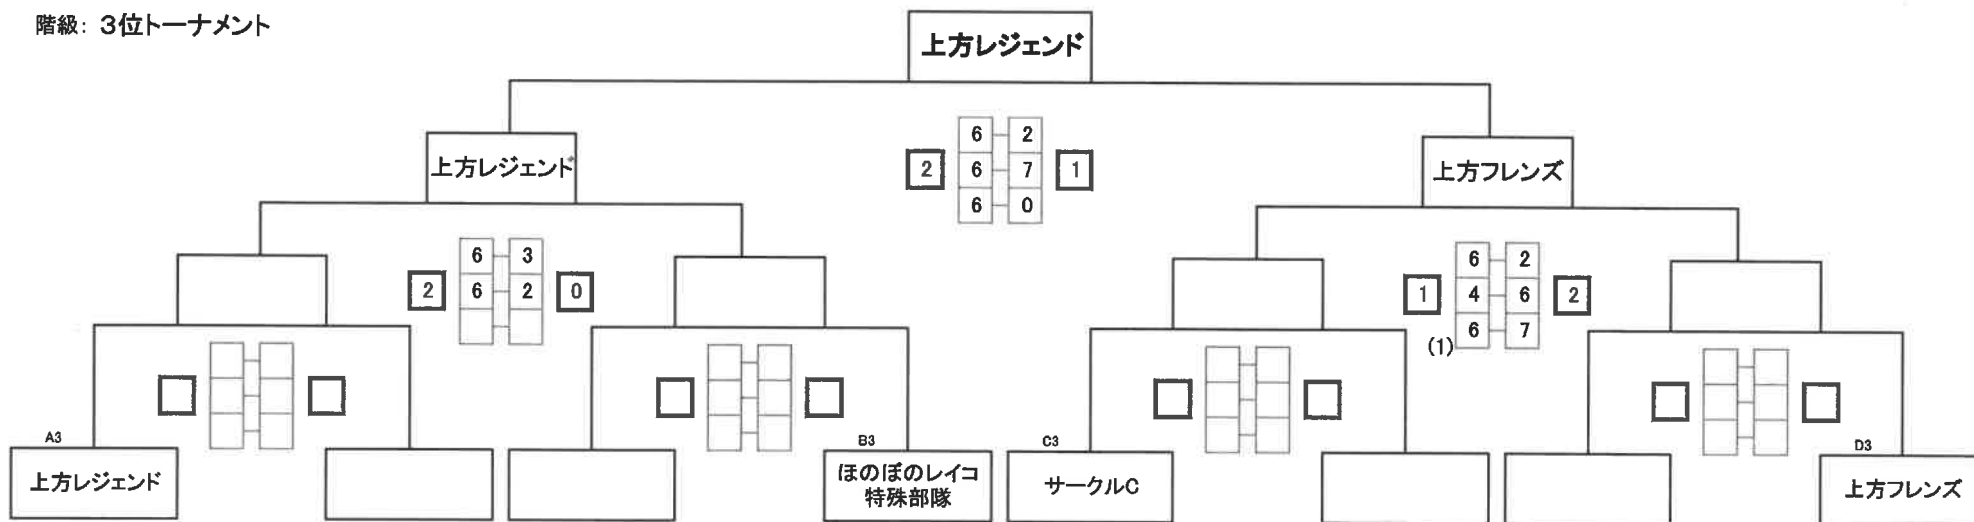 階級: 3位トーナメント
上方レジェンド
6 2
2 6 7 1
6 0
上方レジェンド
上方フレンズ
6 3
2 6 2 0
6 2
1 4 6 2
(1) 6 7
A3
上方レジェンド
B3
ほのぼのレイコ
特殊部隊
C3
サークルC
D3
上方フレンズ